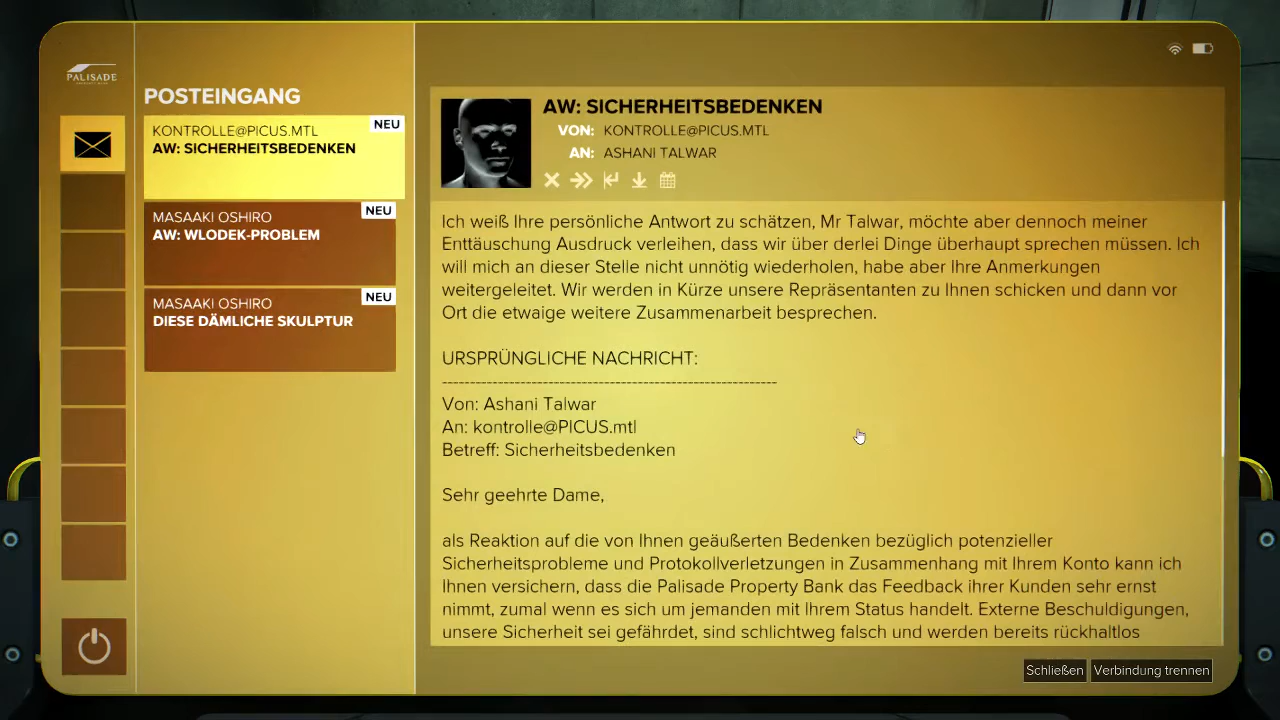 PALISADE
POSTEINGANG
KONTROLLE@PICUS.MTL
NEU
AW: SICHERHEITSBEDENKEN
MASAAKI OSHIRO
NEU
AW: WLODEK-PROBLEM
MASAAKI OSHIRO
NEU
DIESE DÄMLICHE SKULPTUR
AW: SICHERHEITSBEDENKEN
VON: KONTROLLE@PICUS.MTL
AN: ASHANI TALWAR
Ich weiß Ihre persönliche Antwort zu schätzen, Mr Talwar, möchte aber dennoch meiner
Enttäuschung Ausdruck verleihen, dass wir über derlei Dinge überhaupt sprechen müssen. Ich
will mich an dieser Stelle nicht unnötig wiederholen, habe aber Ihre Anmerkungen
weitergeleitet. Wir werden in Kürze unsere Repräsentanten zu Ihnen schicken und dann vor
Ort die etwaige weitere Zusammenarbeit besprechen.
URSPRÜNGLICHE NACHRICHT:
------------------------------------------------------------
Von: Ashani Talwar
An: kontrolle@PICUS.mtl
Betreff: Sicherheitsbedenken
Sehr geehrte Dame,
als Reaktion auf die von Ihnen geäußerten Bedenken bezüglich potenzieller
Sicherheitsprobleme und Protokollverletzungen in Zusammenhang mit Ihrem Konto kann ich
Ihnen versichern, dass die Palisade Property Bank das Feedback ihrer Kunden sehr ernst
nimmt, zumal wenn es sich um jemanden mit Ihrem Status handelt. Externe Beschuldigungen,
unsere Sicherheit sei gefährdet, sind schlichtweg falsch und werden bereits rückhaltlos
Schließen
Verbindung trennen